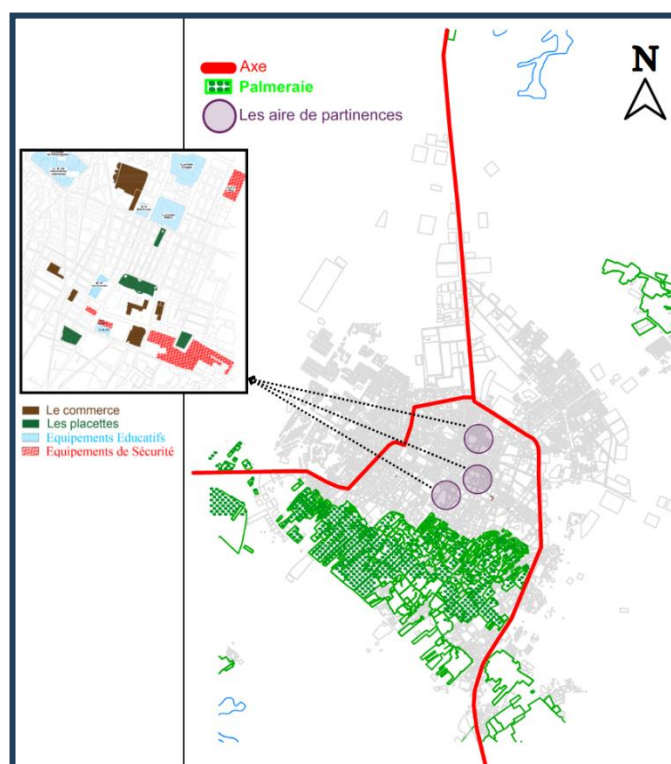 Axe
Palmeraie
Les aire de partinences
N
Le commerce
Les placettes
Equipements Educatifs
Equipements de Sécurité